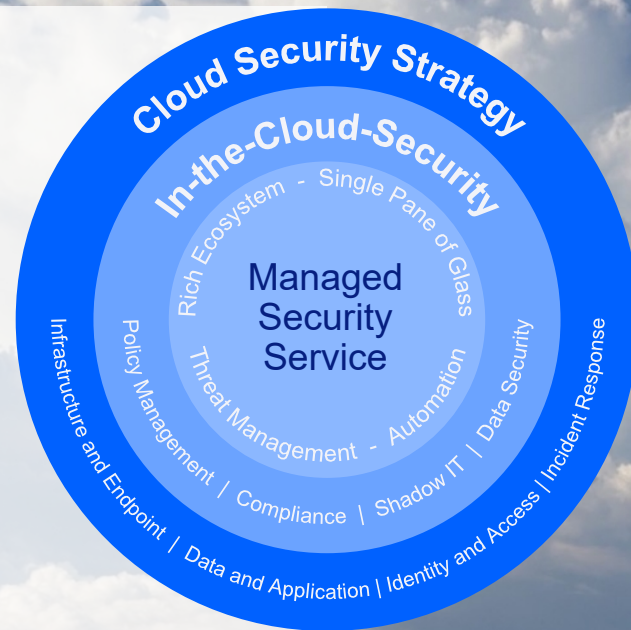 Cloud Security Strategy
In-the-Cloud-Security
Rich Ecosystem - Single Pane of Glass
Managed
Security
Service
Threat Management - Automation
Policy Management | Compliance | Shadow IT | Data Security
Infrastructure and Endpoint | Data and Application | Identity and Access | Incident Response